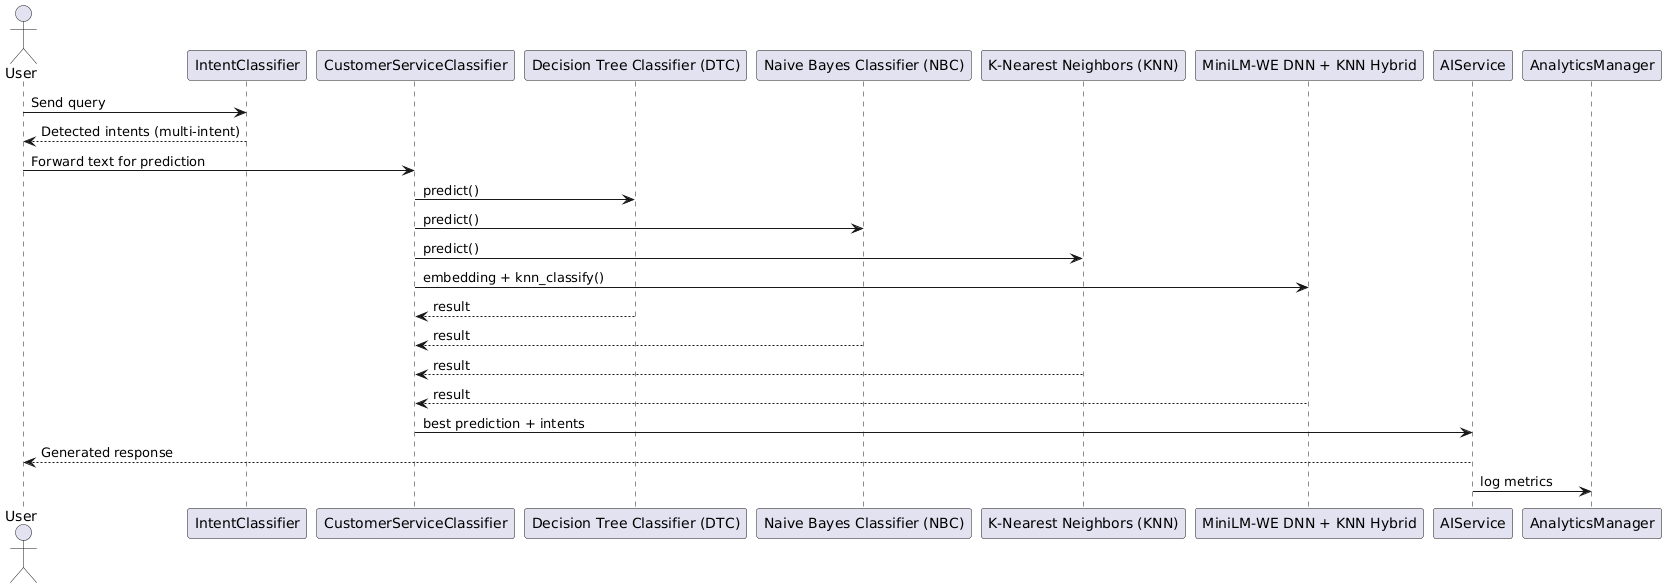 User
IntentClassifier
CustomerServiceClassifier
Decision Tree Classifier (DTC)
Naive Bayes Classifier (NBC)
K-Nearest Neighbors (KNN)
MiniLM-WE DNN + KNN Hybrid
AIService
AnalyticsManager
Send query
Detected intents (multi-intent)
Forward text for prediction
predict()
predict()
predict()
embedding + knn_classify()
result
result
result
result
best prediction + intents
Generated response
log metrics
User
IntentClassifier
CustomerServiceClassifier
Decision Tree Classifier (DTC)
Naive Bayes Classifier (NBC)
K-Nearest Neighbors (KNN)
MiniLM-WE DNN + KNN Hybrid
AIService
AnalyticsManager